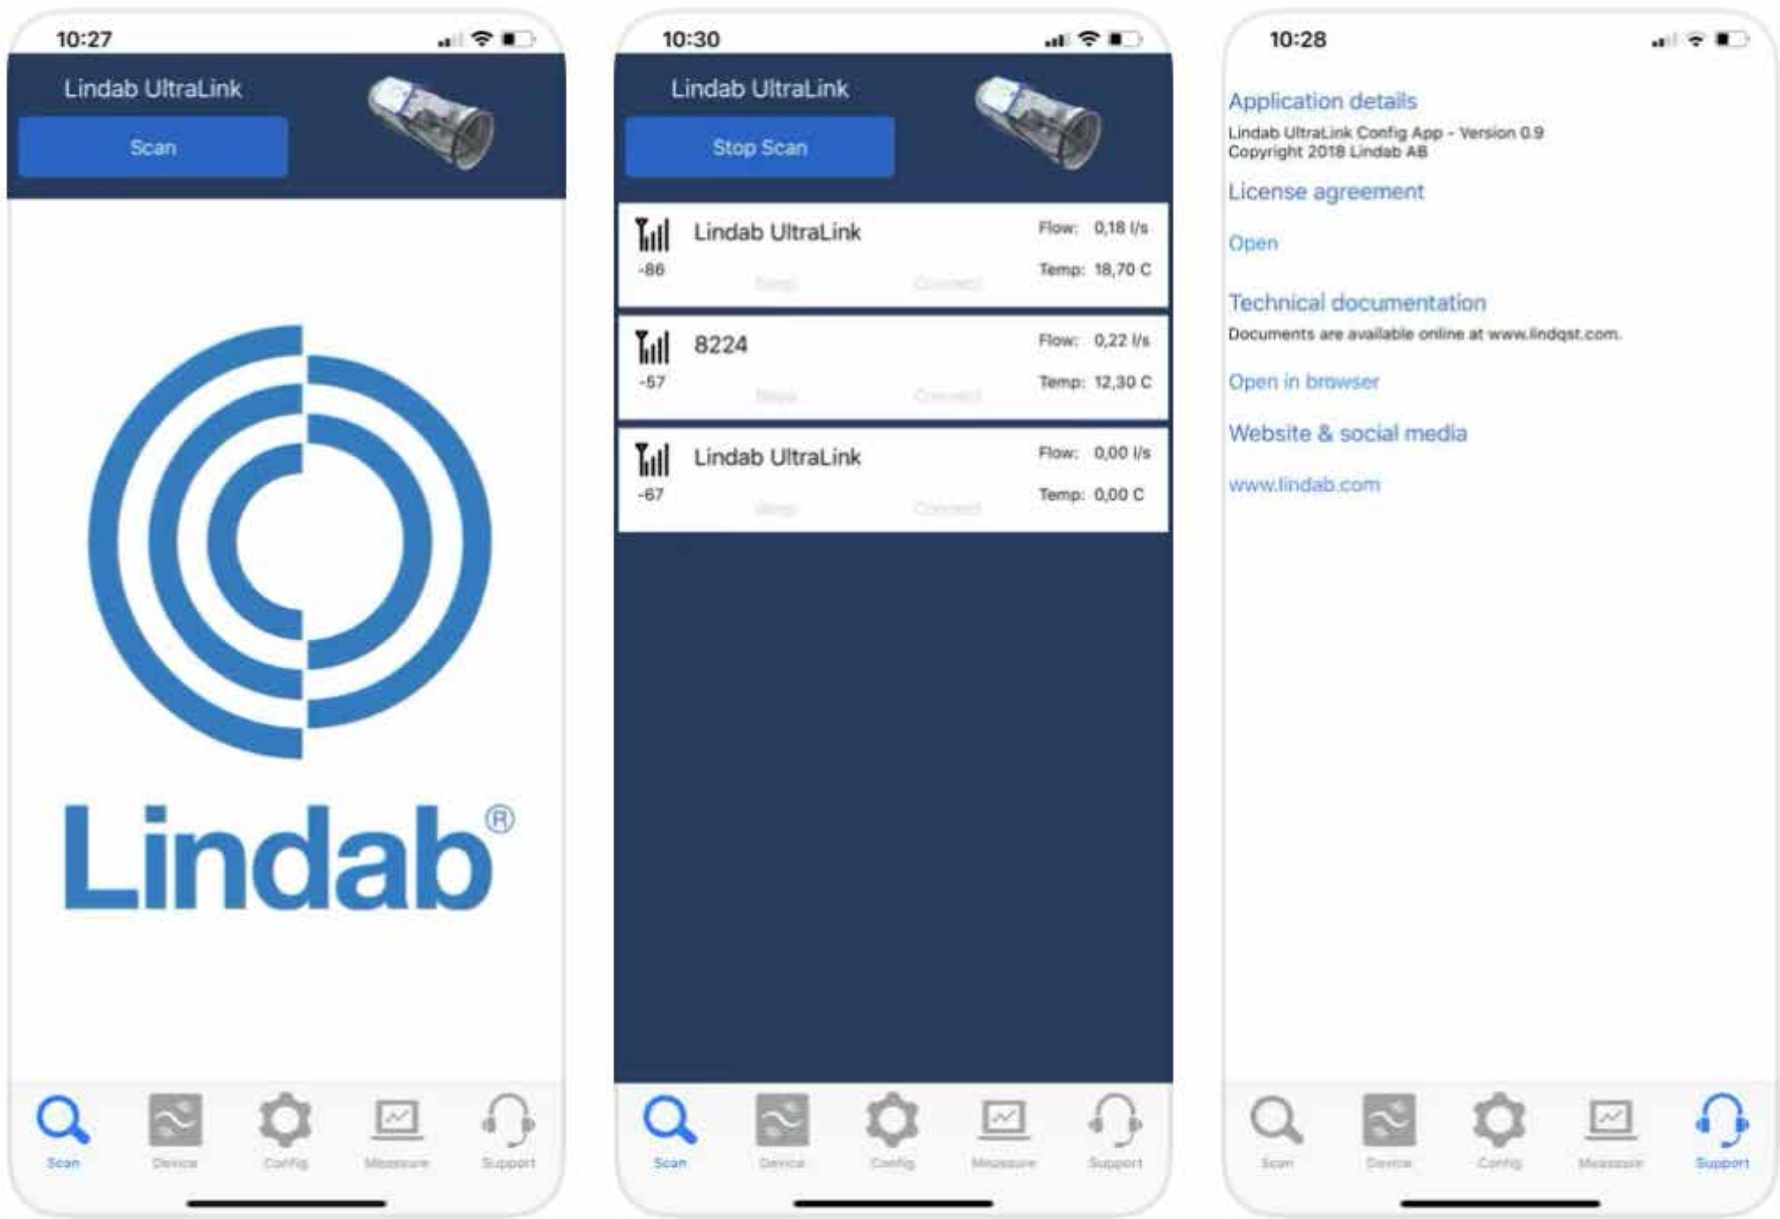 10:27
Lindab UltraLink
Scan
Lindab®
Scan
Device
Config
Measure
Support
10:30
Lindab UltraLink
Stop Scan
Lindab UltraLink
Flow: 0,18 l/s
-86
Temp: 18,70 C
Connect
8224
Flow: 0,22 l/s
-57
Temp: 12,30 C
Connect
Lindab UltraLink
Flow: 0,00 l/s
-67
Temp: 0,00 C
Connect
Scan
Device
Config
Measure
Support
10:28
Application details
Lindab UltraLink Config App - Version 0.9
Copyright 2018 Lindab AB
License agreement
Open
Technical documentation
Documents are available online at www.lindqst.com.
Open in browser
Website & social media
www.lindab.com
Scan
Device
Config
Measure
Support